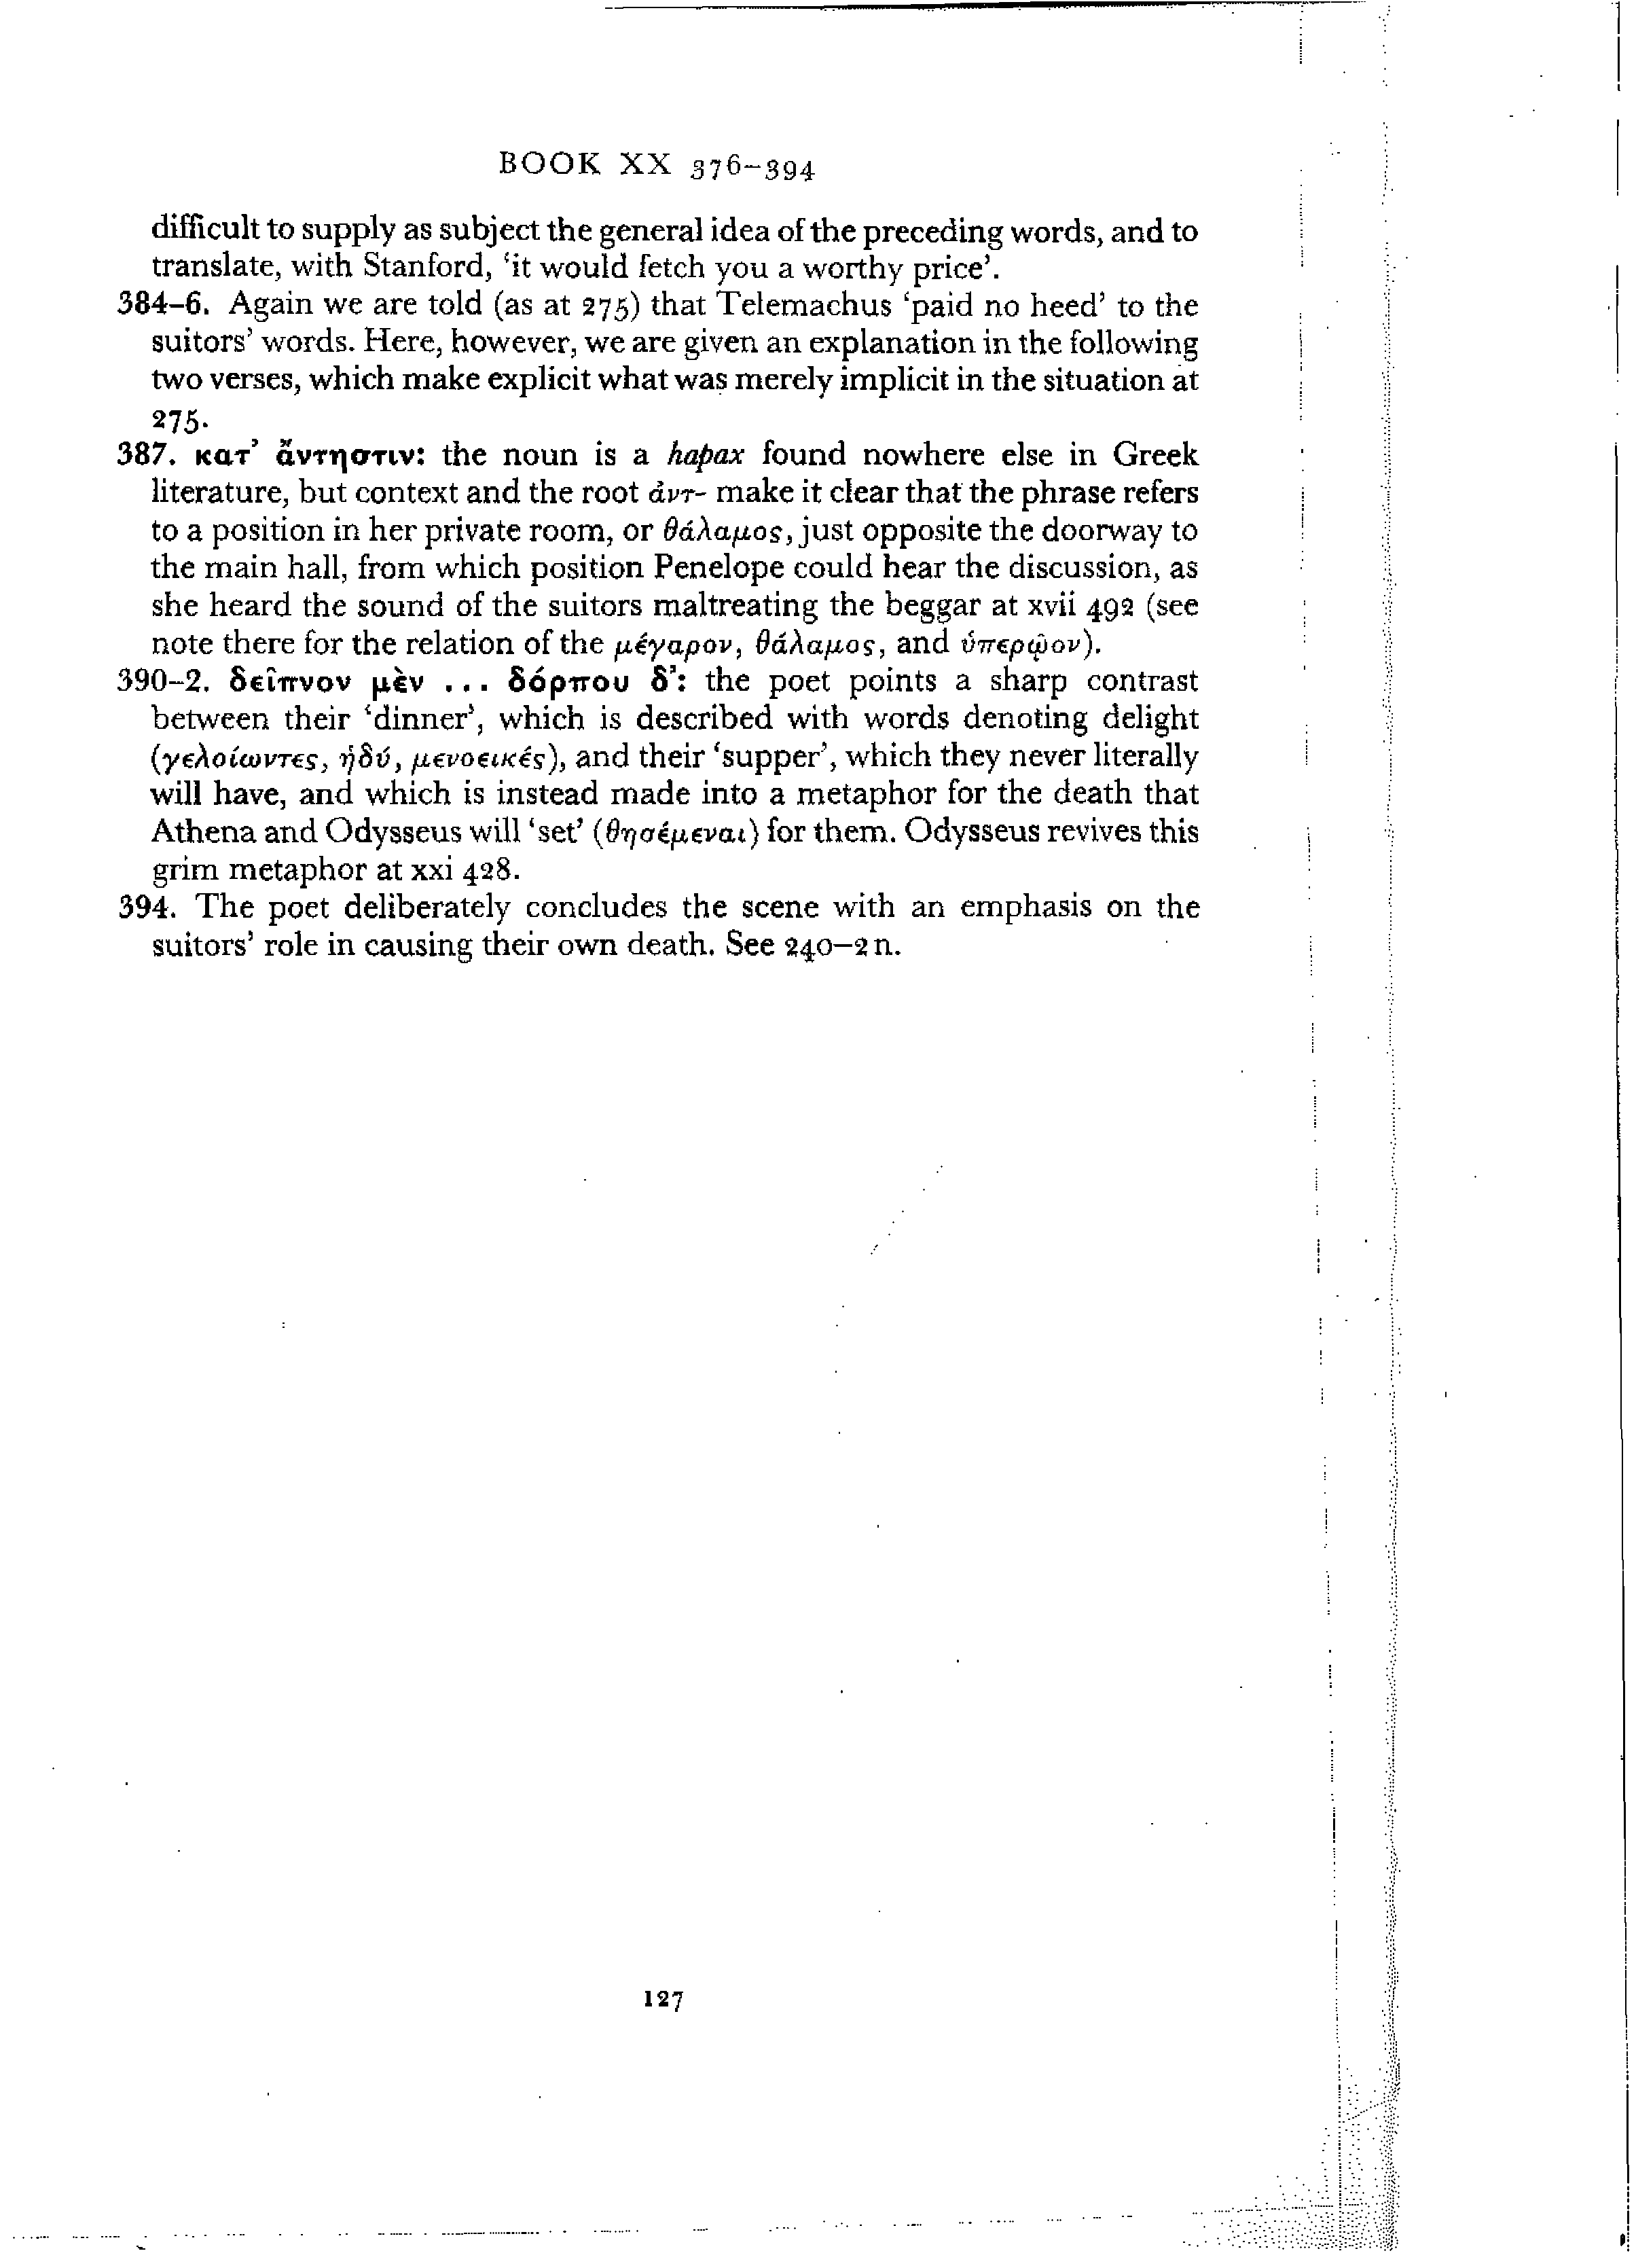 BOOK XX 376–394
difficult to supply as subject the general idea of the preceding words, and to
translate, with Stanford, ‘it would fetch you a worthy price’.
384–6. Again we are told (as at 275) that Telemachus ‘paid no heed’ to the
suitors’ words. Here, however, we are given an explanation in the following
two verses, which make explicit what was merely implicit in the situation at
275.
387. κατ’ ἄντηστιν: the noun is a hapax found nowhere else in Greek
literature, but context and the root ἀντ- make it clear that the phrase refers
to a position in her private room, or θάλαμος, just opposite the doorway to
the main hall, from which position Penelope could hear the discussion, as
she heard the sound of the suitors maltreating the beggar at xvii 492 (see
note there for the relation of the μέγαρον, θάλαμος, and ὑπερῷον).
390–2. δεῖπνον μὲν ... δόρπου δ’: the poet points a sharp contrast
between their ‘dinner’, which is described with words denoting delight
(γελοίωντες, ἡδύ, μενοεικές), and their ‘supper’, which they never literally
will have, and which is instead made into a metaphor for the death that
Athena and Odysseus will ‘set’ (θησέμεναι) for them. Odysseus revives this
grim metaphor at xxi 428.
394. The poet deliberately concludes the scene with an emphasis on the
suitors’ role in causing their own death. See 240–2 n.
127